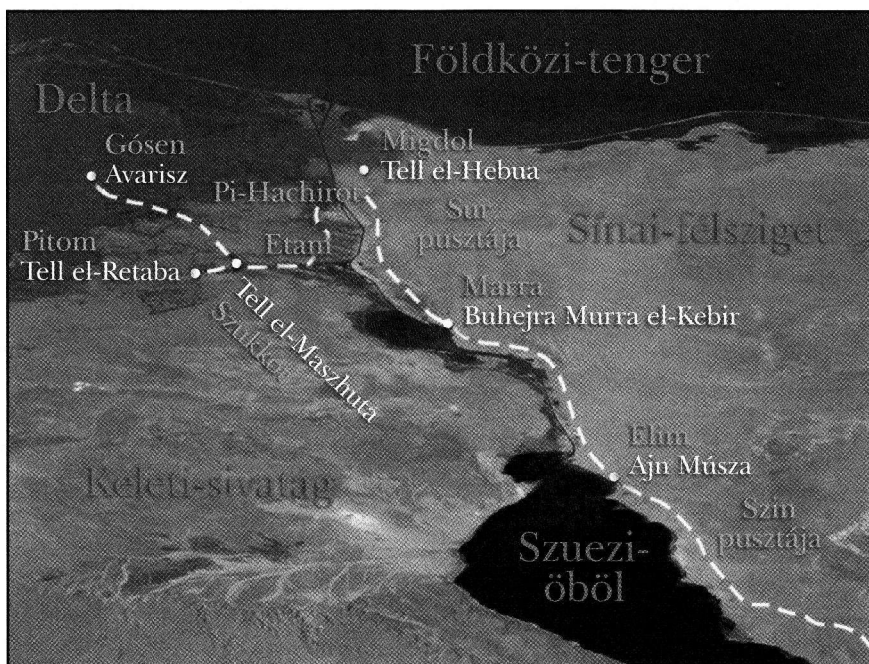 Földközi-tenger
Delta
Gósen
Avarisz
Migdol
Tell el-Hebua
Pi-Hachirot
Sur
pusztája
Sínai-félsziget
Pitom
Tell el-Retaba
Etam
Tell el-Maszhuta
Szukkot
Marra
Buhejra Murra el-Kebir
Elim
Ajn Músza
Keleti-sivatag
Szin
pusztája
Szuezi-
öböl